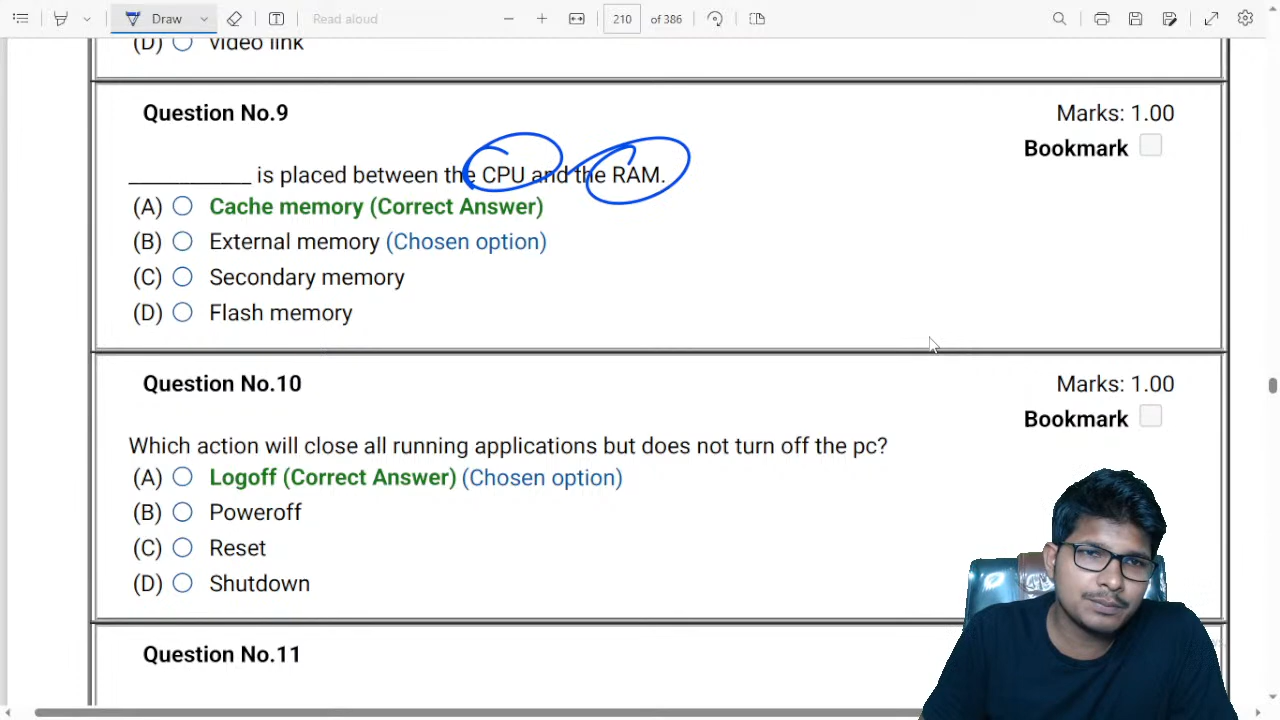 Draw
Read aloud
210 of 386
(D) video link
Question No.9
Marks: 1.00
Bookmark
____________ is placed between the CPU and the RAM.
(A) Cache memory (Correct Answer)
(B) External memory (Chosen option)
(C) Secondary memory
(D) Flash memory
Question No.10
Marks: 1.00
Bookmark
Which action will close all running applications but does not turn off the pc?
(A) Logoff (Correct Answer) (Chosen option)
(B) Poweroff
(C) Reset
(D) Shutdown
Question No.11